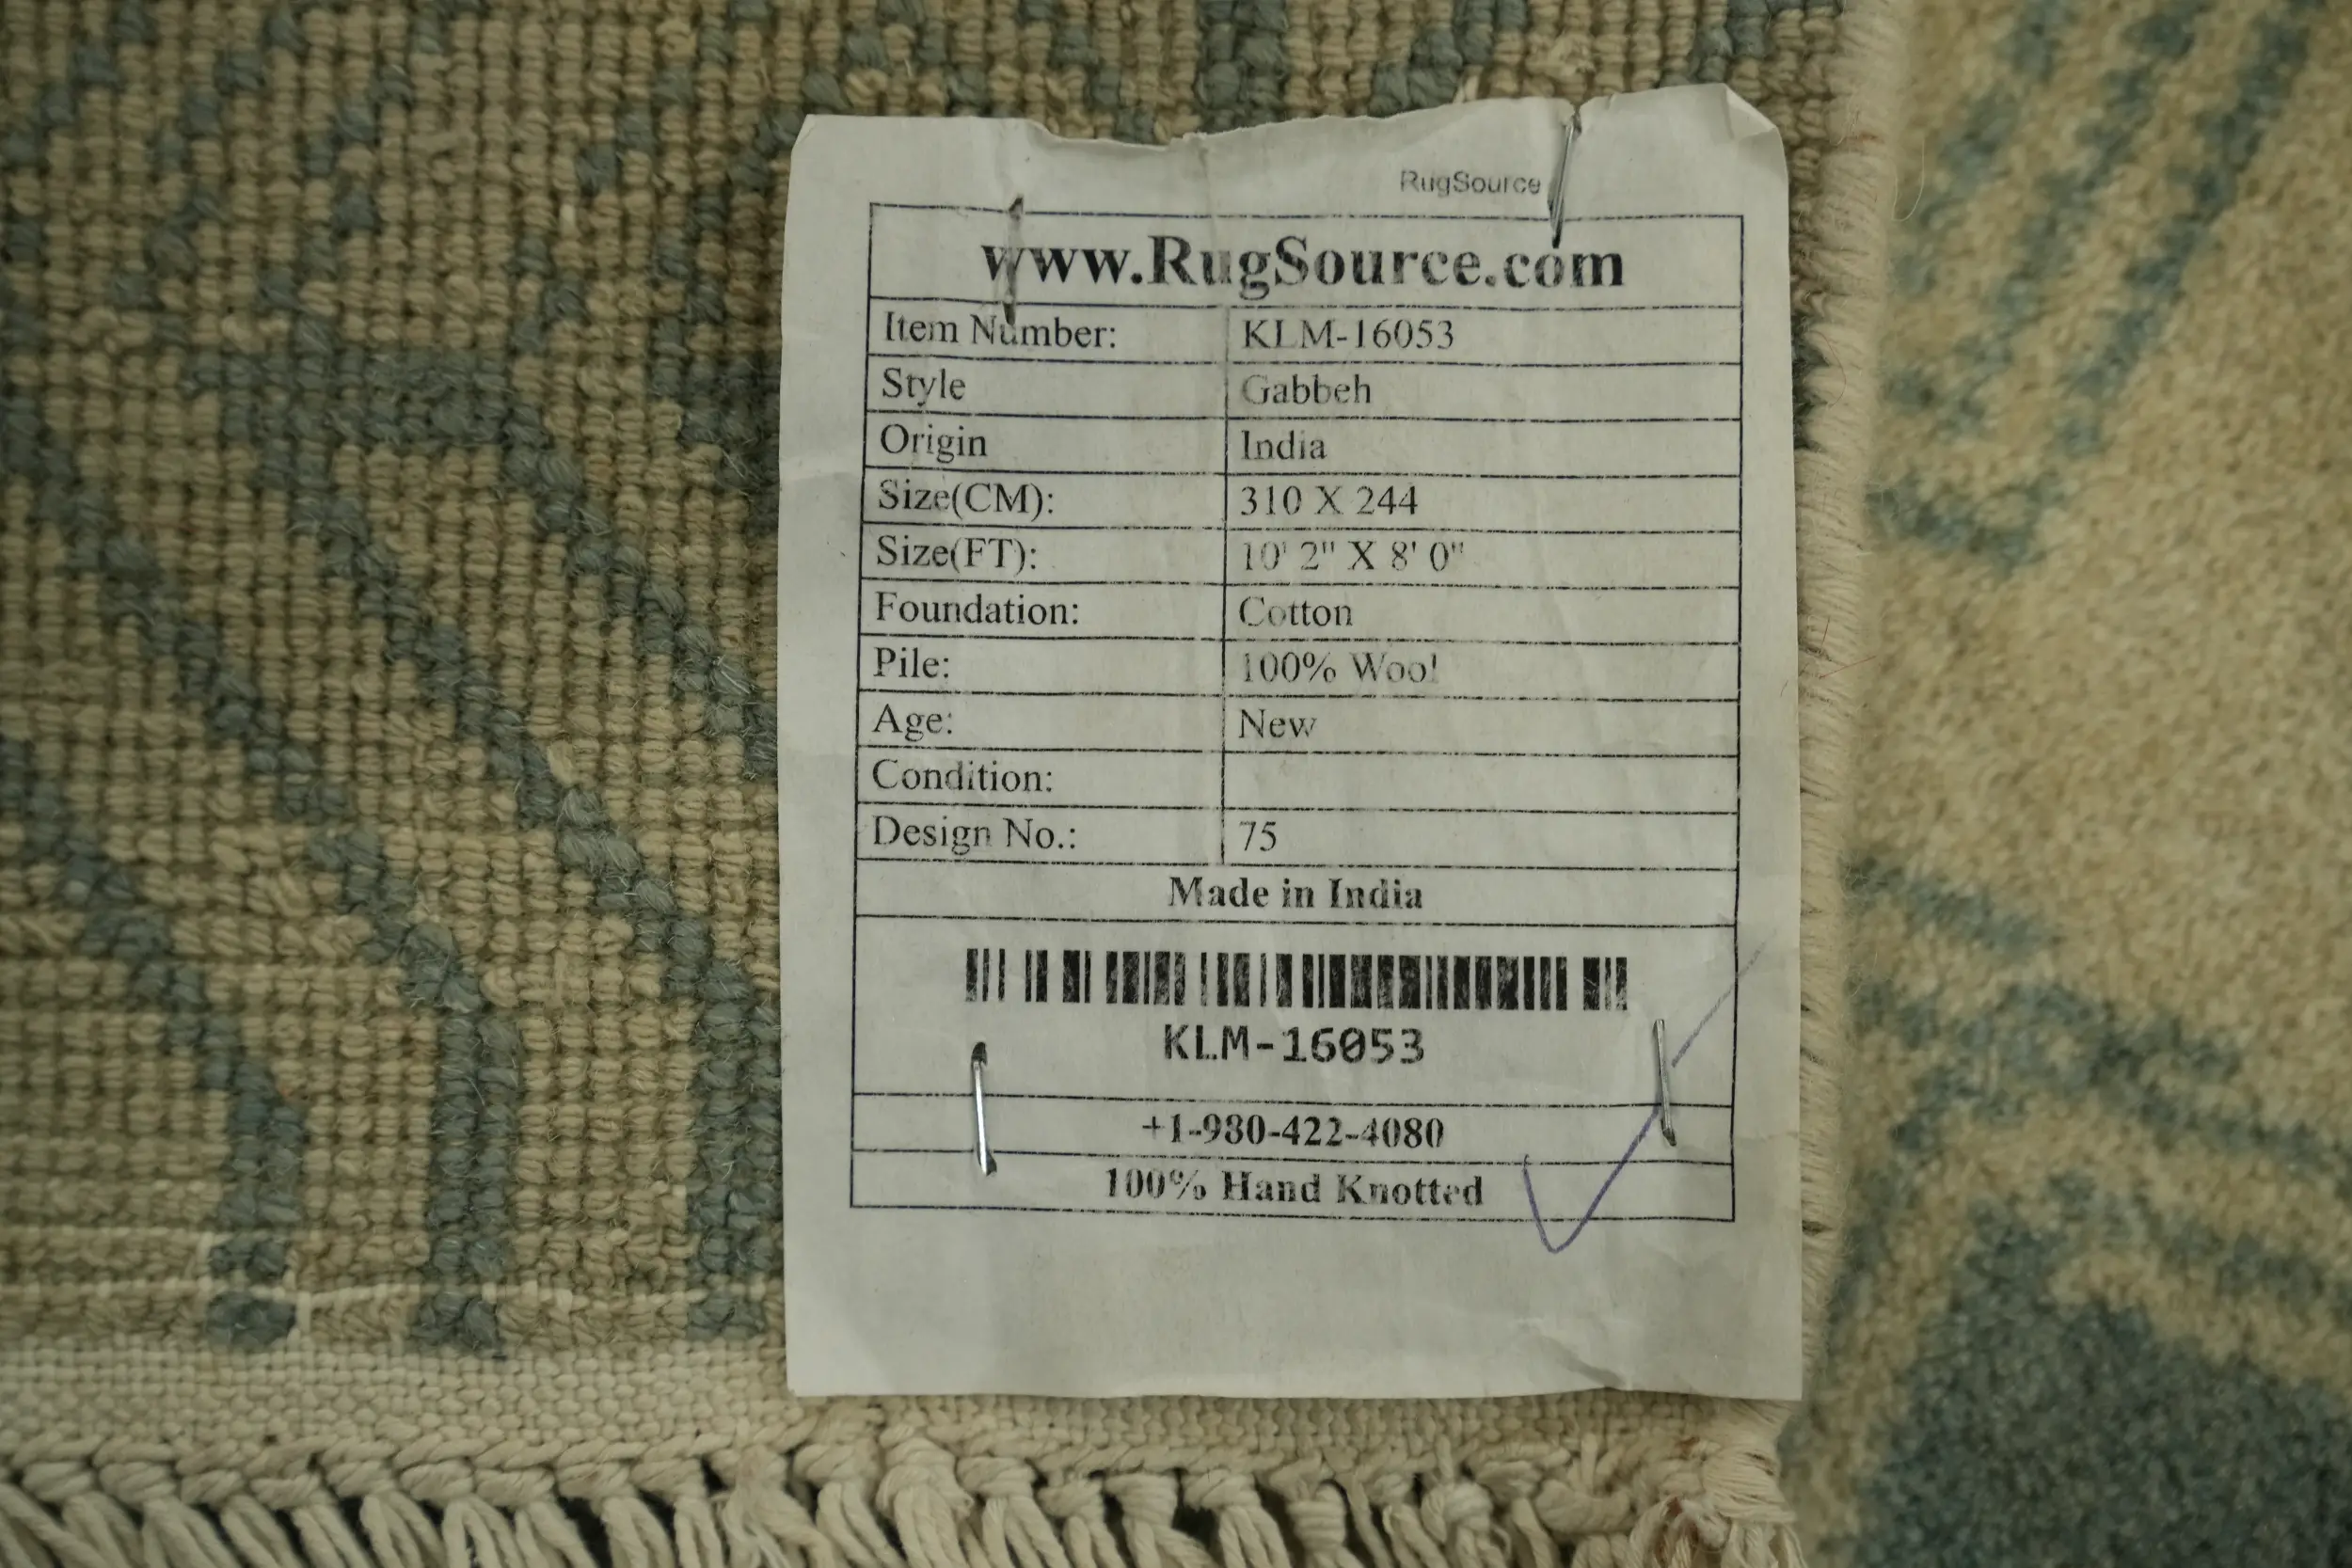 RugSource
www.RugSource.com
Item Number: KLM-16053
Style Gabbeh
Origin India
Size(CM): 310 X 244
Size(FT): 10' 2" X 8' 0"
Foundation: Cotton
Pile: 100% Wool
Age: New
Condition:
Design No.: 75
Made in India
KLM-16053
+1-980-422-4080
100% Hand Knotted